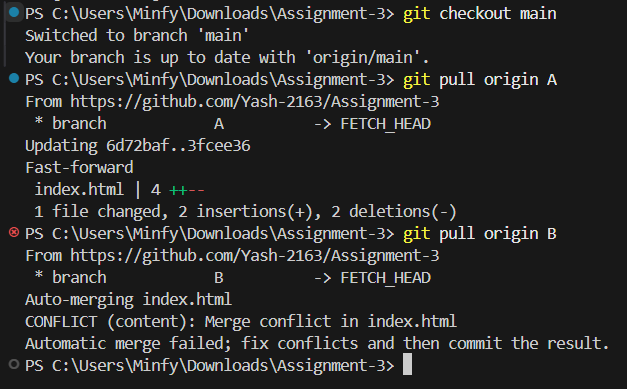 PS C:\Users\Minfy\Downloads\Assignment-3> git checkout main
Switched to branch 'main'
Your branch is up to date with 'origin/main'.
PS C:\Users\Minfy\Downloads\Assignment-3> git pull origin A
From https://github.com/Yash-2163/Assignment-3
 * branch            A          -> FETCH_HEAD
Updating 6d72baf..3fcee36
Fast-forward
 index.html | 4 ++--
 1 file changed, 2 insertions(+), 2 deletions(-)
PS C:\Users\Minfy\Downloads\Assignment-3> git pull origin B
From https://github.com/Yash-2163/Assignment-3
 * branch            B          -> FETCH_HEAD
Auto-merging index.html
CONFLICT (content): Merge conflict in index.html
Automatic merge failed; fix conflicts and then commit the result.
PS C:\Users\Minfy\Downloads\Assignment-3>